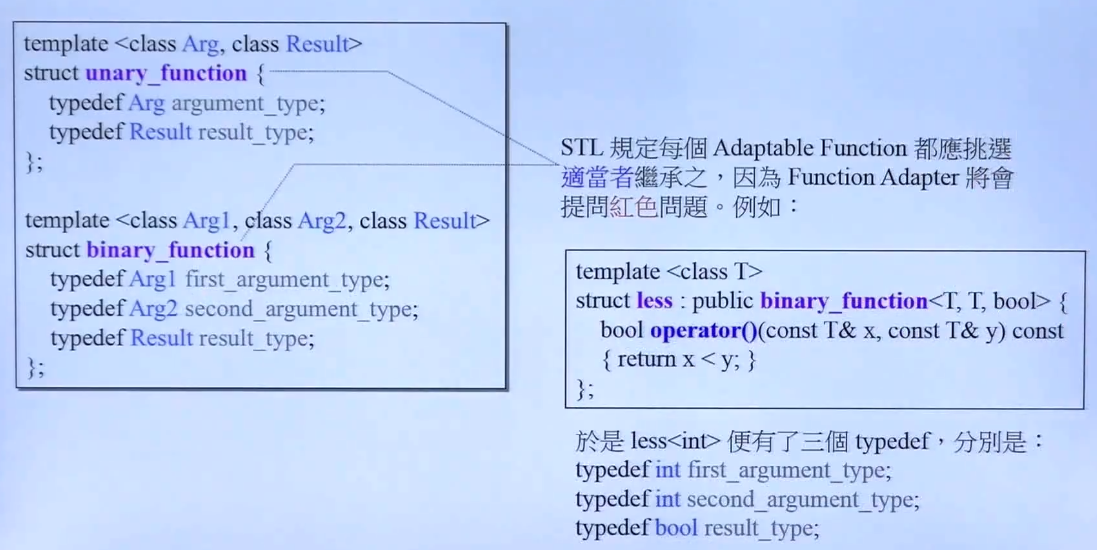 template <class Arg, class Result>
struct unary_function {
typedef Arg argument_type;
typedef Result result_type;
};
template <class Arg1, class Arg2, class Result>
struct binary_function {
typedef Arg1 first_argument_type;
typedef Arg2 second_argument_type;
typedef Result result_type;
};
STL 規定每個 Adaptable Function 都應挑選
適當者繼承之，因為 Function Adapter 將會
提問紅色問題。例如：
template <class T>
struct less : public binary_function<T, T, bool> {
bool operator()(const T& x, const T& y) const
{ return x < y; }
};
於是 less<int> 便有了三個 typedef，分別是：
typedef int first_argument_type;
typedef int second_argument_type;
typedef bool result_type;